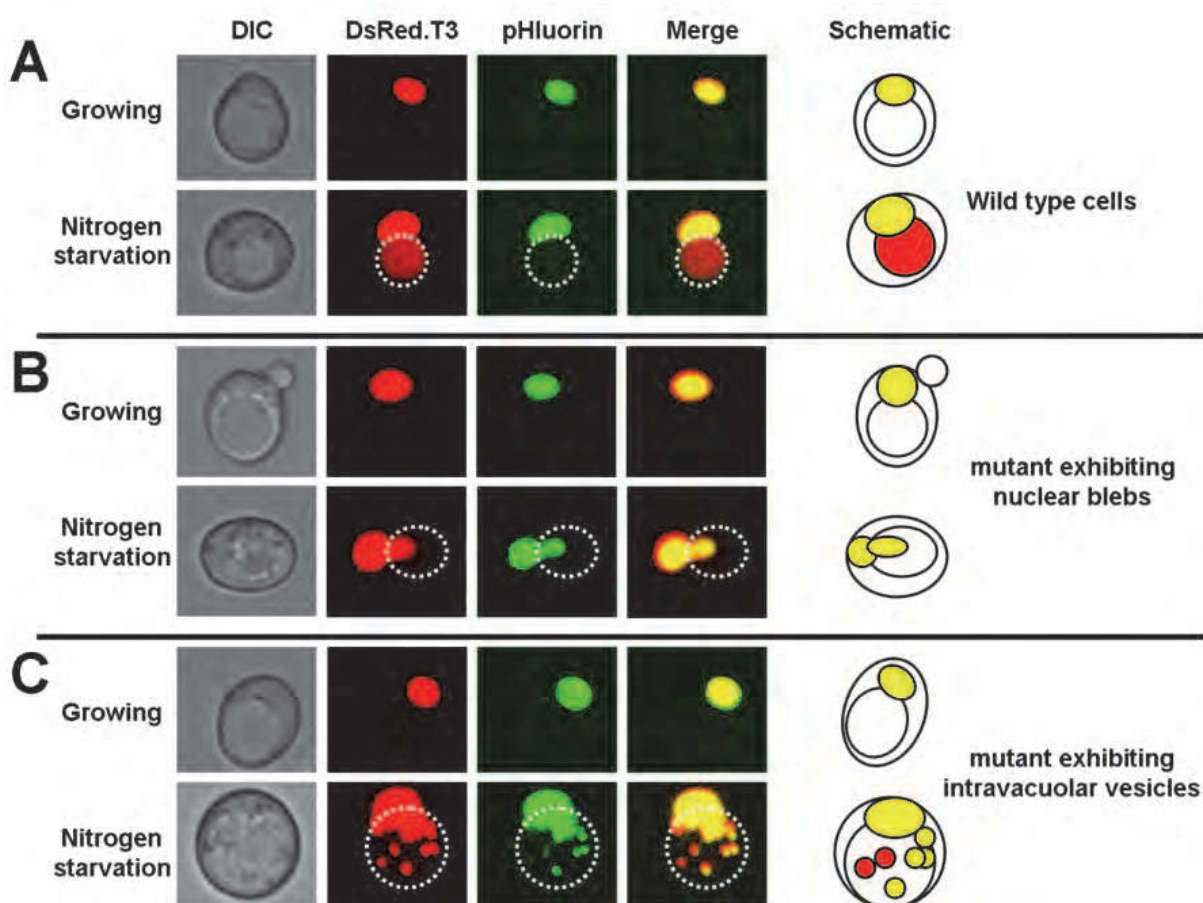 DIC DsRed.T3 pHluorin Merge Schematic
A
Growing
Nitrogen
starvation
Wild type cells
B
Growing
Nitrogen
starvation
mutant exhibiting
nuclear blebs
C
Growing
Nitrogen
starvation
mutant exhibiting
intravacuolar vesicles